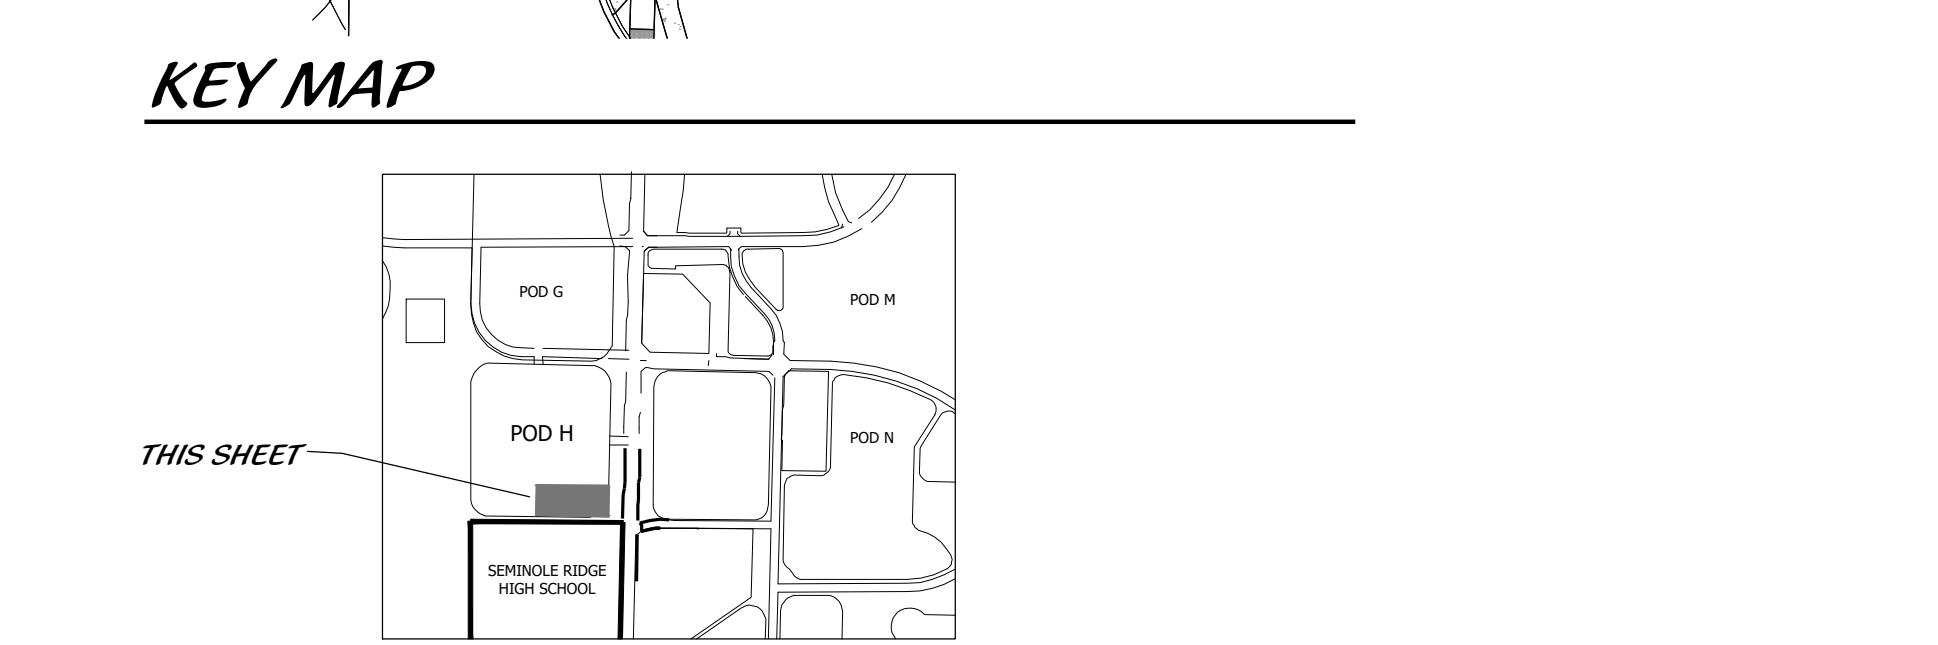 KEY MAP
POD G
POD M
POD H
POD N
THIS SHEET
SEMINOLE RIDGE
HIGH SCHOOL